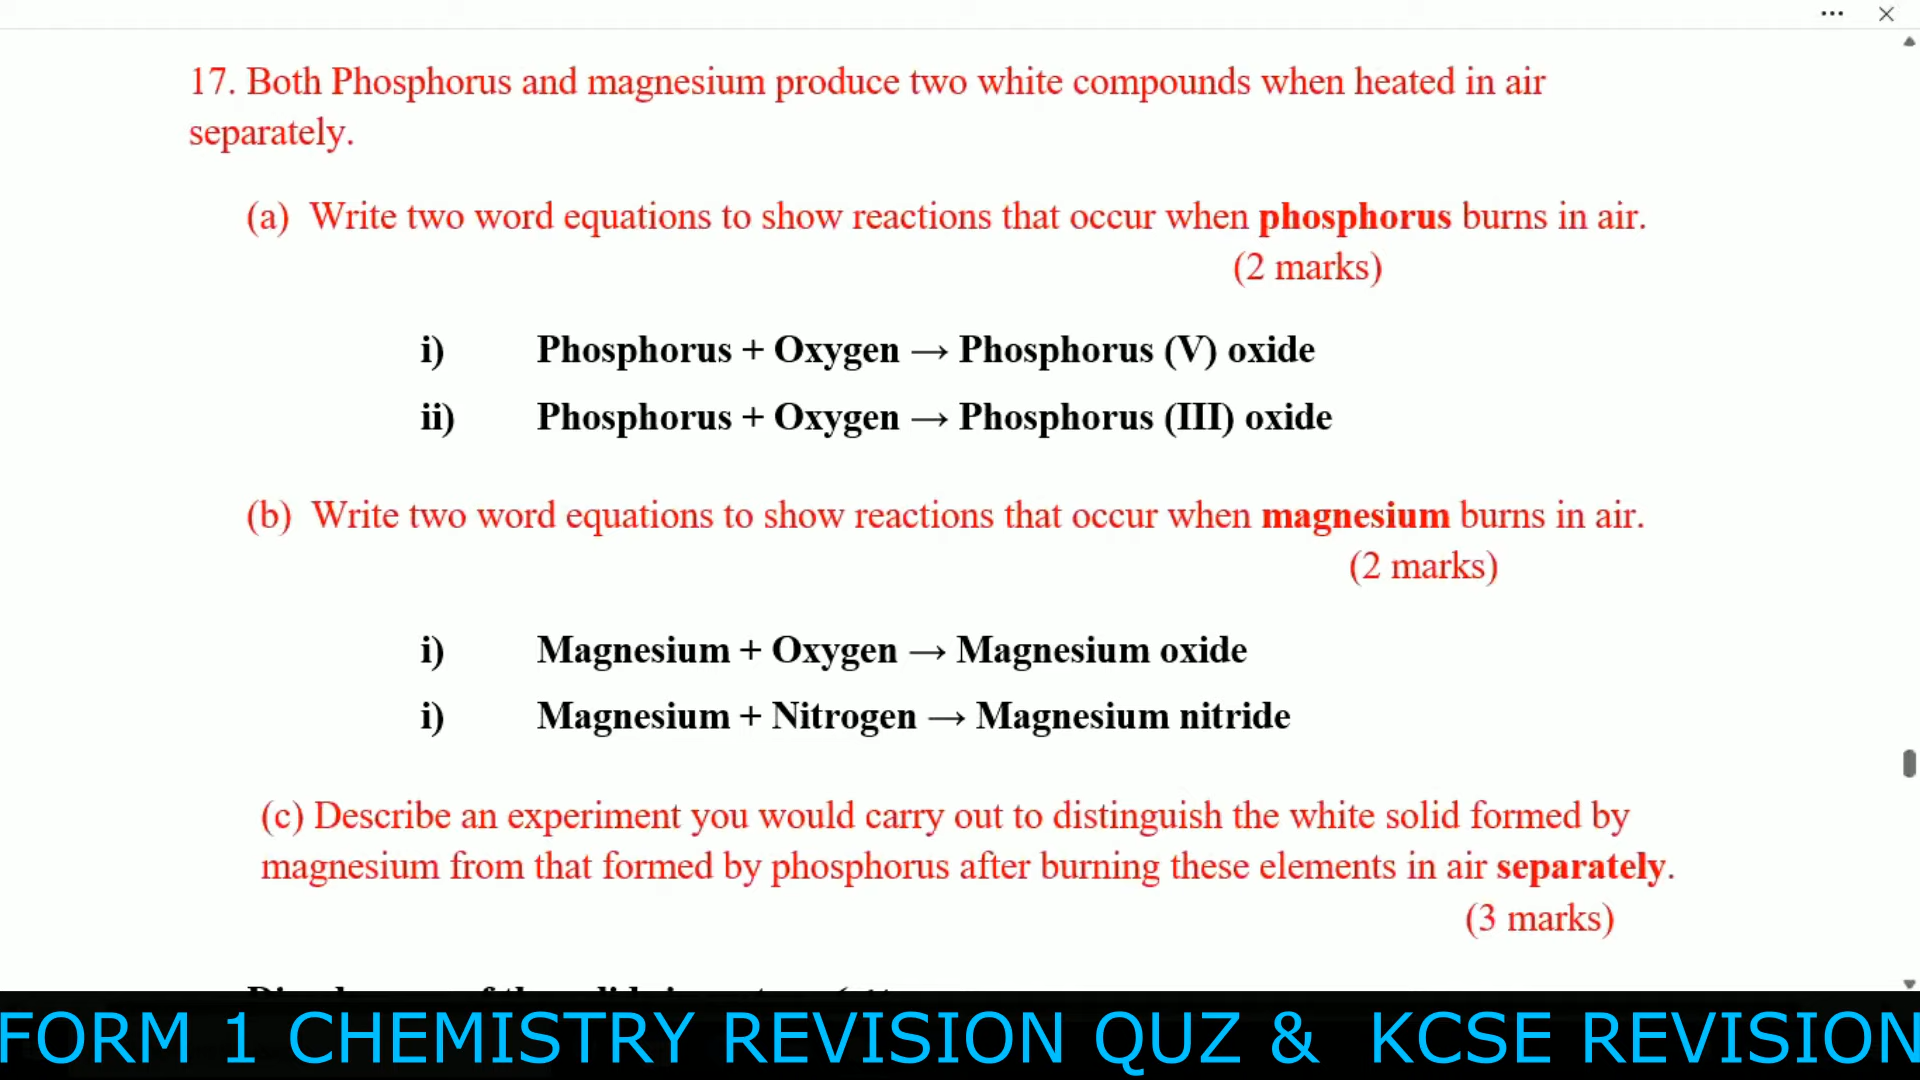 17. Both Phosphorus and magnesium produce two white compounds when heated in air
separately.
(a) Write two word equations to show reactions that occur when phosphorus burns in air.
(2 marks)
i) Phosphorus + Oxygen → Phosphorus (V) oxide
ii) Phosphorus + Oxygen → Phosphorus (III) oxide
(b) Write two word equations to show reactions that occur when magnesium burns in air.
(2 marks)
i) Magnesium + Oxygen → Magnesium oxide
i) Magnesium + Nitrogen → Magnesium nitride
(c) Describe an experiment you would carry out to distinguish the white solid formed by
magnesium from that formed by phosphorus after burning these elements in air separately.
(3 marks)
FORM 1 CHEMISTRY REVISION QUZ & KCSE REVISION